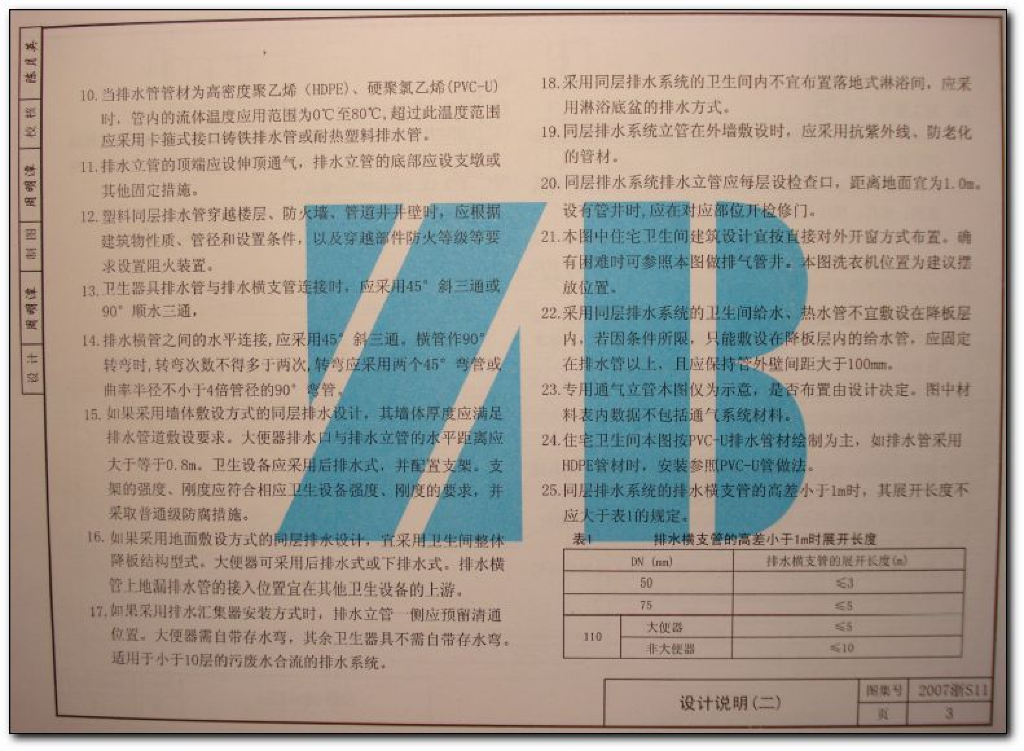 10.当排水管管材为高密度聚乙烯（HDPE）、硬聚氯乙烯(PVC-U)
时，管内的流体温度应用范围为0℃至80℃,超过此温度范围
应采用卡箍式接口铸铁排水管或耐热塑料排水管。
11.排水立管的顶端应设伸顶通气，排水立管的底部应设支墩或
其他固定措施。
12.塑料同层排水管穿越楼层、防火墙、管道井井壁时，应根据
建筑物性质、管径和设置条件，以及穿越部件防火等级等要
求设置阻火装置。
13.卫生器具排水管与排水横支管连接时，应采用45°斜三通或
90°顺水三通，
14.排水横管之间的水平连接,应采用45°斜三通。横管作90°
转弯时,转弯次数不得多于两次,转弯应采用两个45°弯管或
曲率半径不小于4倍管径的90°弯管。
15.如果采用墙体敷设方式的同层排水设计，其墙体厚度应满足
排水管道敷设要求。大便器排水口与排水立管的水平距离应
大于等于0.8m。卫生设备应采用后排水式，并配置支架。支
架的强度、刚度应符合相应卫生设备强度、刚度的要求，并
采取普通级防腐措施。
16.如果采用地面敷设方式的同层排水设计，宜采用卫生间整体
降板结构型式。大便器可采用后排水式或下排水式。排水横
管上地漏排水管的接入位置宜在其他卫生设备的上游。
17.如果采用排水汇集器安装方式时，排水立管一侧应预留清通
位置。大便器需自带存水弯，其余卫生器具不需自带存水弯。
适用于小于10层的污废水合流的排水系统。
18.采用同层排水系统的卫生间内不宜布置落地式淋浴间，应采
用淋浴底盆的排水方式。
19.同层排水系统立管在外墙敷设时，应采用抗紫外线、防老化
的管材。
20.同层排水系统排水立管应每层设检查口，距离地面宜为1.0m。
设有管井时,应在对应部位开检修门。
21.本图中住宅卫生间建筑设计宜按直接对外开窗方式布置。确
有困难时可参照本图做排气管井。本图洗衣机位置为建议摆
放位置。
22.采用同层排水系统的卫生间给水、热水管不宜敷设在降板层
内，若因条件所限，只能敷设在降板层内的给水管，应固定
在排水管以上，且应保持管外壁间距大于100mm。
23.专用通气立管本图仅为示意，是否布置由设计决定。图中材
料表内数据不包括通气系统材料。
24.住宅卫生间本图按PVC-U排水管材绘制为主，如排水管采用
HDPE管材时，安装参照PVC-U管做法。
25.同层排水系统的排水横支管的高差小于1m时，其展开长度不
应大于表1的规定。
表1 排水横支管的高差小于1m时展开长度
DN (mm) 排水横支管的展开长度(m)
50 ≤3
75 ≤5
110 大便器 ≤5
非大便器 ≤10
设计说明(二)
图集号 2007浙S11
页 3
校核
周明潭
制图
周明潭
设计
ZJB